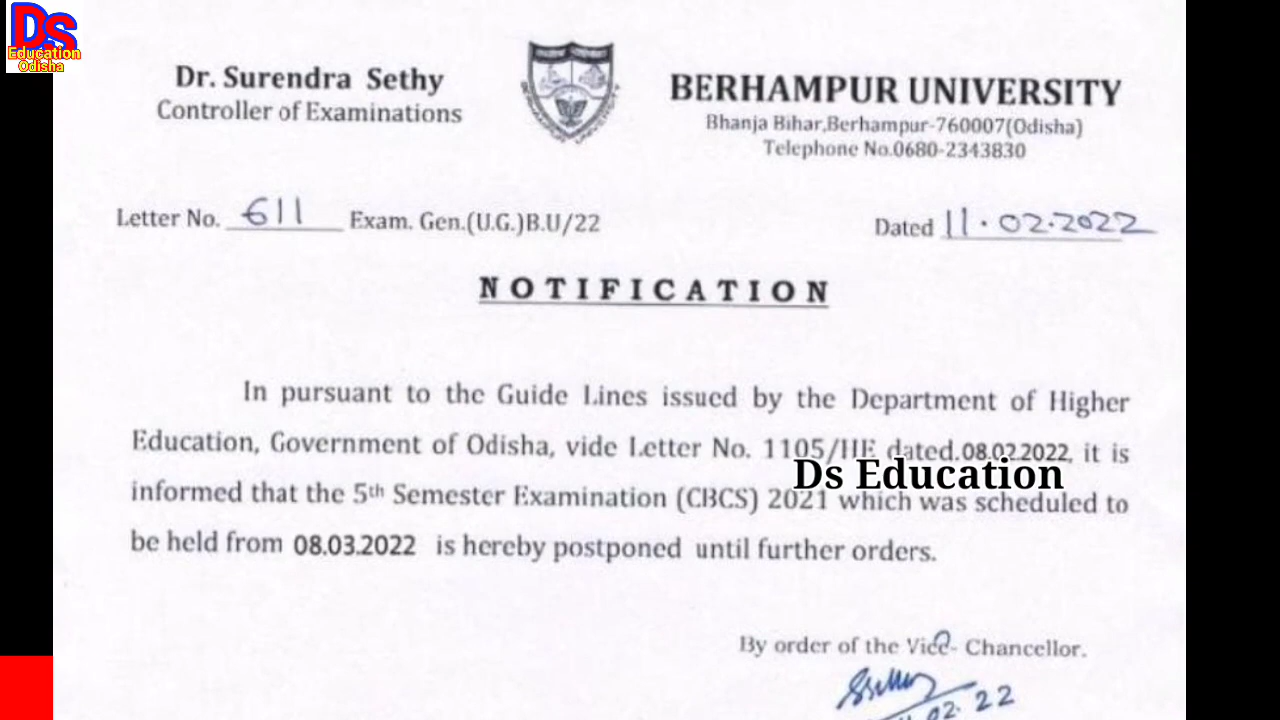 Ds
Education
Odisha
Dr. Surendra Sethy
Controller of Examinations
BERHAMPUR UNIVERSITY
Bhanja Bihar,Berhampur-760007(Odisha)
Telephone No.0680-2343830
Letter No. 611 Exam. Gen.(U.G.)B.U/22
Dated 11.02.2022
NOTIFICATION
In pursuant to the Guide Lines issued by the Department of Higher
Education, Government of Odisha, vide Letter No. 1105/HE dated.08.02.2022, it is
Ds Education
informed that the 5th Semester Examination (CBCS) 2021 which was scheduled to
be held from 08.03.2022 is hereby postponed until further orders.
By order of the Vice- Chancellor.
02.22